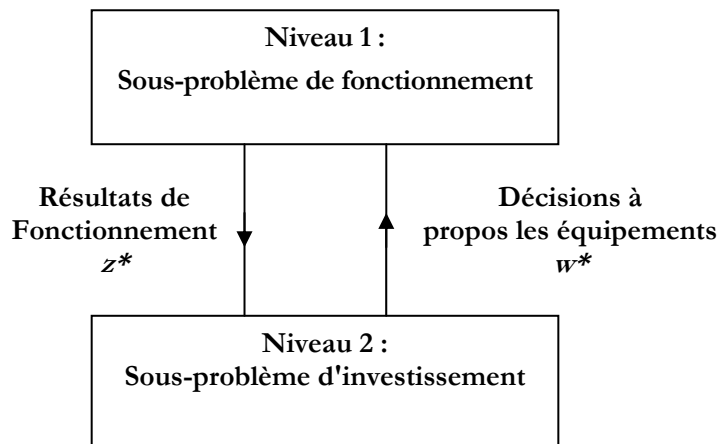 Niveau 1 :
Sous-problème de fonctionnement
Résultats de
Fonctionnement
z*
Décisions à
propos les équipements
w*
Niveau 2 :
Sous-problème d'investissement